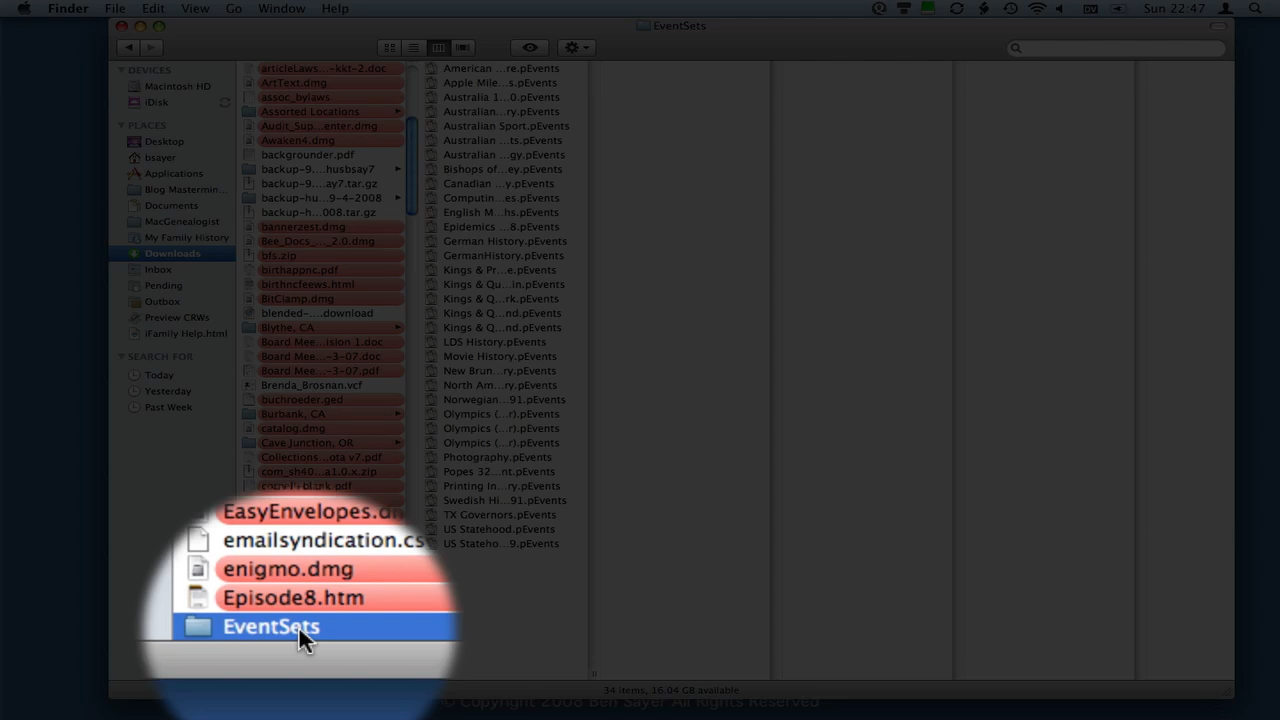 Finder File Edit View Go Window Help Sun 22:47
EventSets
DEVICES
Macintosh HD
iDisk
PLACES
Desktop
bsayer
Applications
Blog Mastermin...
Documents
MacGenealogist
My Family History
Downloads
Inbox
Pending
Outbox
Preview CRWs
iFamily Help.html
SEARCH FOR
Today
Yesterday
Past Week
articleLaws...-kkt-2.doc
ArtText.dmg
assoc_bylaws
Assorted Locations
Audit_Sup...enter.dmg
Awaken4.dmg
backgrounder.pdf
backup-9....husbsay7
backup-9....ay7.tar.gz
backup-hu...9-4-2008
backup-h...008.tar.gz
bannerzest.dmg
Bee_Docs_..._2.0.dmg
bfs.zip
birthappnc.pdf
birthncfeews.html
BitClamp.dmg
blended-....download
Blythe, CA
Board Mee...ision 1.doc
Board Mee...-3-07.doc
Board Mee...-3-07.pdf
Brenda_Brosnan.vcf
buchroeder.ged
Burbank, CA
catalog.dmg
Cave Junction, OR
Collections...ota v7.pdf
com_sh40...a1.0.x.zip
EasyEnvelopes.dm
emailsyndication.cs
enigmo.dmg
Episode8.htm
EventSets
American ...re.pEvents
Apple Mile...s.pEvents
Australia 1...0.pEvents
Australian...ry.pEvents
Australian Sport.pEvents
Australian ...ts.pEvents
Australian ...gy.pEvents
Bishops of...ey.pEvents
Canadian ...y.pEvents
Computin...es.pEvents
English M...hs.pEvents
Epidemics ...8.pEvents
German History.pEvents
GermanHistory.pEvents
Kings & Pr...e.pEvents
Kings & Qu...in.pEvents
Kings & Q...rk.pEvents
Kings & Q...nd.pEvents
Kings & Q...nd.pEvents
LDS History.pEvents
Movie History.pEvents
New Brun...ry.pEvents
North Am...ry.pEvents
Norwegian...91.pEvents
Olympics (...r).pEvents
Olympics (...r).pEvents
Olympics (...r).pEvents
Photography.pEvents
Popes 32...nt.pEvents
Printing In...ry.pEvents
Swedish Hi...91.pEvents
TX Governors.pEvents
US Statehood.pEvents
US Stateho...9.pEvents
34 items, 16.04 GB available
© Copyright 2008 Ben Sayer All Rights Reserved